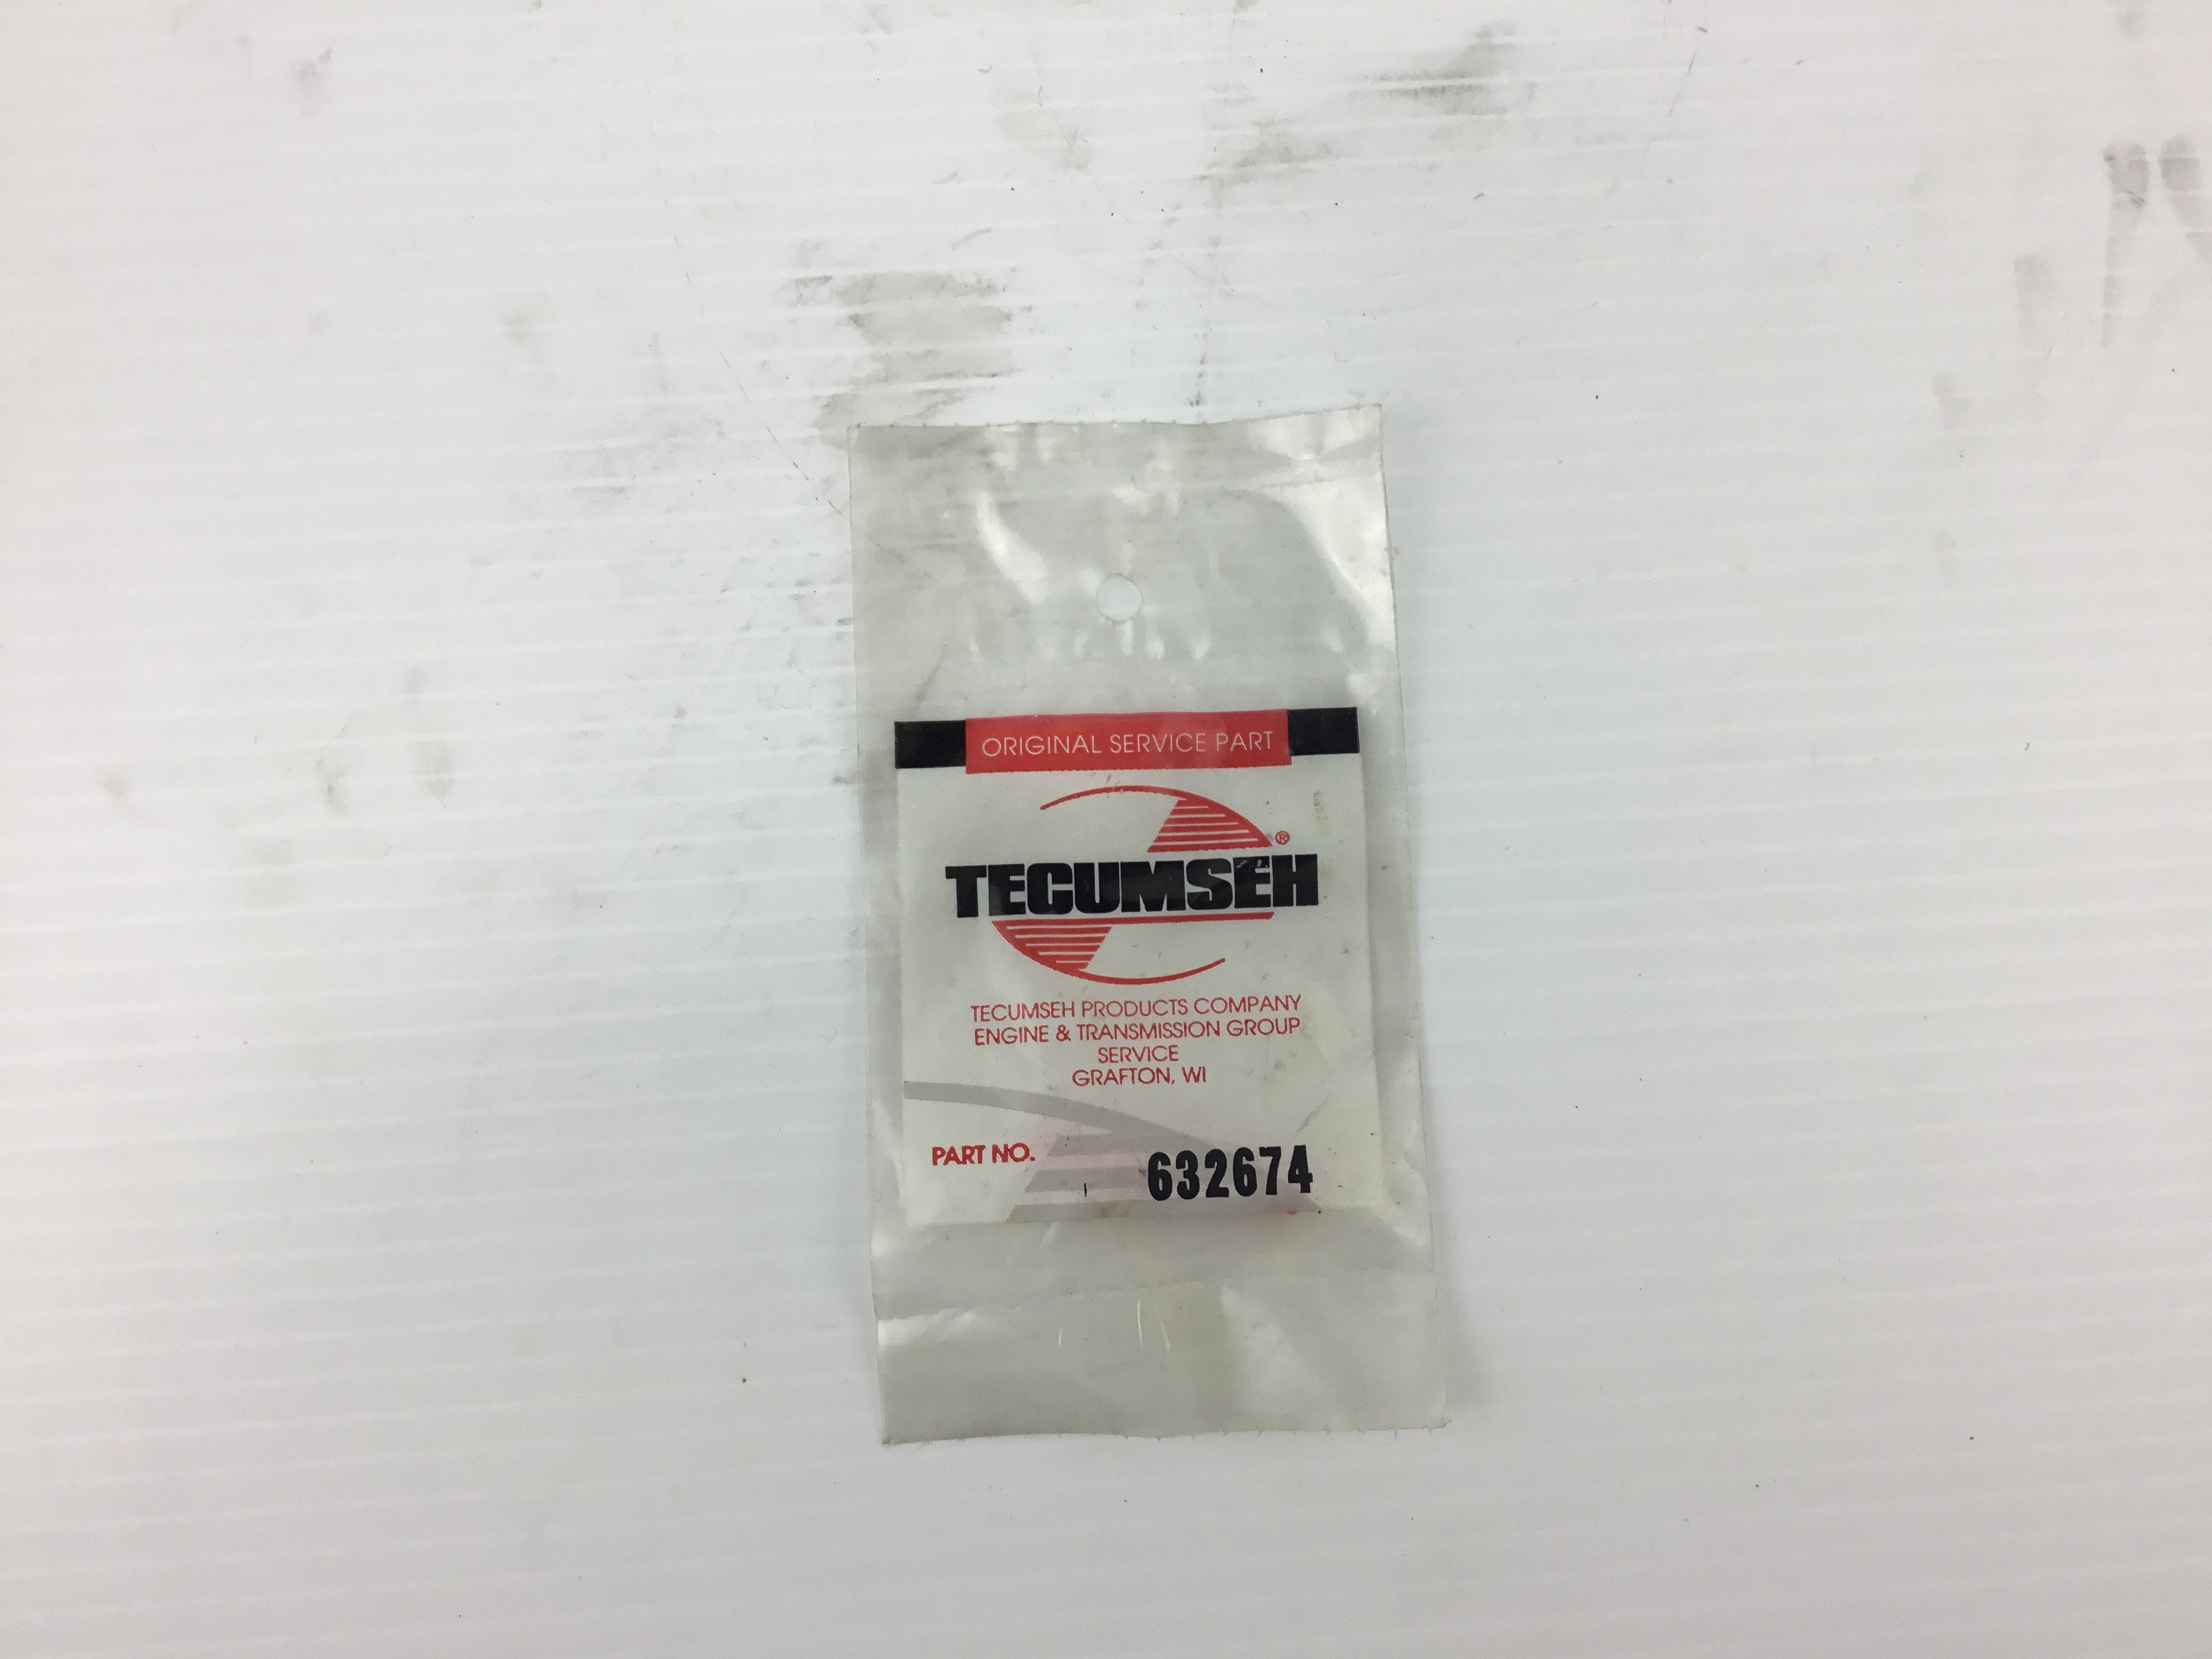 ORIGINAL SERVICE PART
TECUMSEH®
TECUMSEH PRODUCTS COMPANY
ENGINE & TRANSMISSION GROUP
SERVICE
GRAFTON, WI
PART NO. 632674